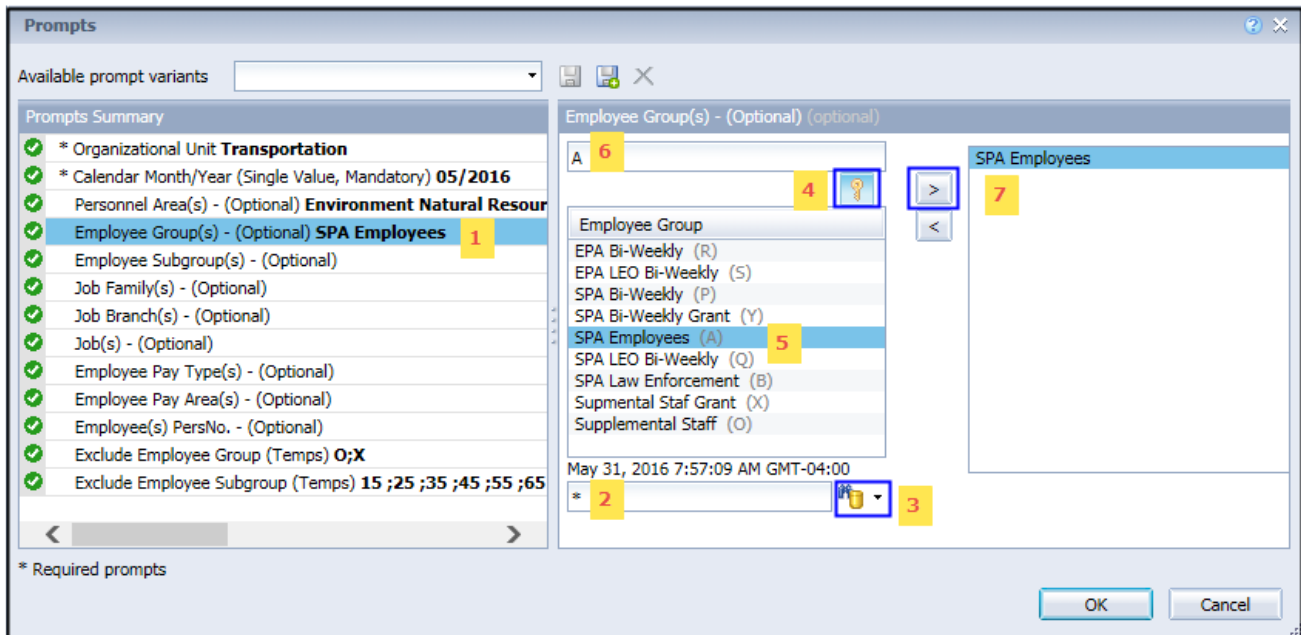 Prompts
Available prompt variants
Prompts Summary
* Organizational Unit Transportation
* Calendar Month/Year (Single Value, Mandatory) 05/2016
Personnel Area(s) - (Optional) Environment Natural Resour
Employee Group(s) - (Optional) SPA Employees 1
Employee Subgroup(s) - (Optional)
Job Family(s) - (Optional)
Job Branch(s) - (Optional)
Job(s) - (Optional)
Employee Pay Type(s) - (Optional)
Employee Pay Area(s) - (Optional)
Employee(s) PersNo. - (Optional)
Exclude Employee Group (Temps) O;X
Exclude Employee Subgroup (Temps) 15 ;25 ;35 ;45 ;55 ;65
* Required prompts
Employee Group(s) - (Optional) (optional)
A 6
4
>
<
Employee Group
EPA Bi-Weekly (R)
EPA LEO Bi-Weekly (S)
SPA Bi-Weekly (P)
SPA Bi-Weekly Grant (Y)
SPA Employees (A) 5
SPA LEO Bi-Weekly (Q)
SPA Law Enforcement (B)
Supmental Staf Grant (X)
Supplemental Staff (O)
May 31, 2016 7:57:09 AM GMT-04:00
* 2
3
SPA Employees
7
OK Cancel